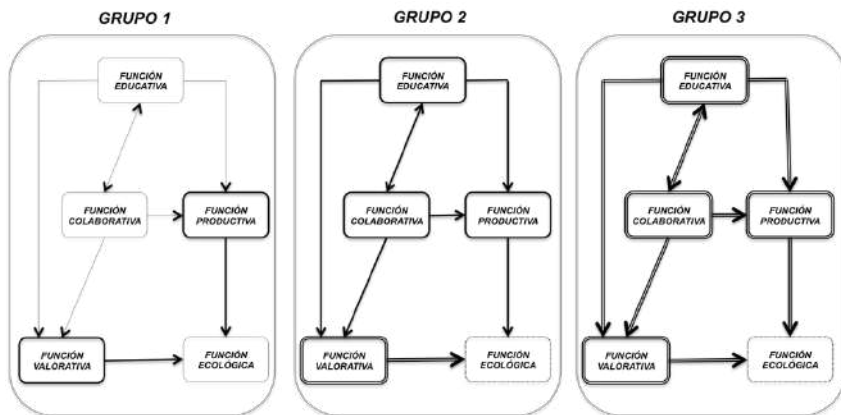 GRUPO 1
FUNCIÓN
EDUCATIVA
FUNCIÓN
COLABORATIVA
FUNCIÓN
PRODUCTIVA
FUNCIÓN
VALORATIVA
FUNCIÓN
ECOLÓGICA
GRUPO 2
FUNCIÓN
EDUCATIVA
FUNCIÓN
COLABORATIVA
FUNCIÓN
PRODUCTIVA
FUNCIÓN
VALORATIVA
FUNCIÓN
ECOLÓGICA
GRUPO 3
FUNCIÓN
EDUCATIVA
FUNCIÓN
COLABORATIVA
FUNCIÓN
PRODUCTIVA
FUNCIÓN
VALORATIVA
FUNCIÓN
ECOLÓGICA